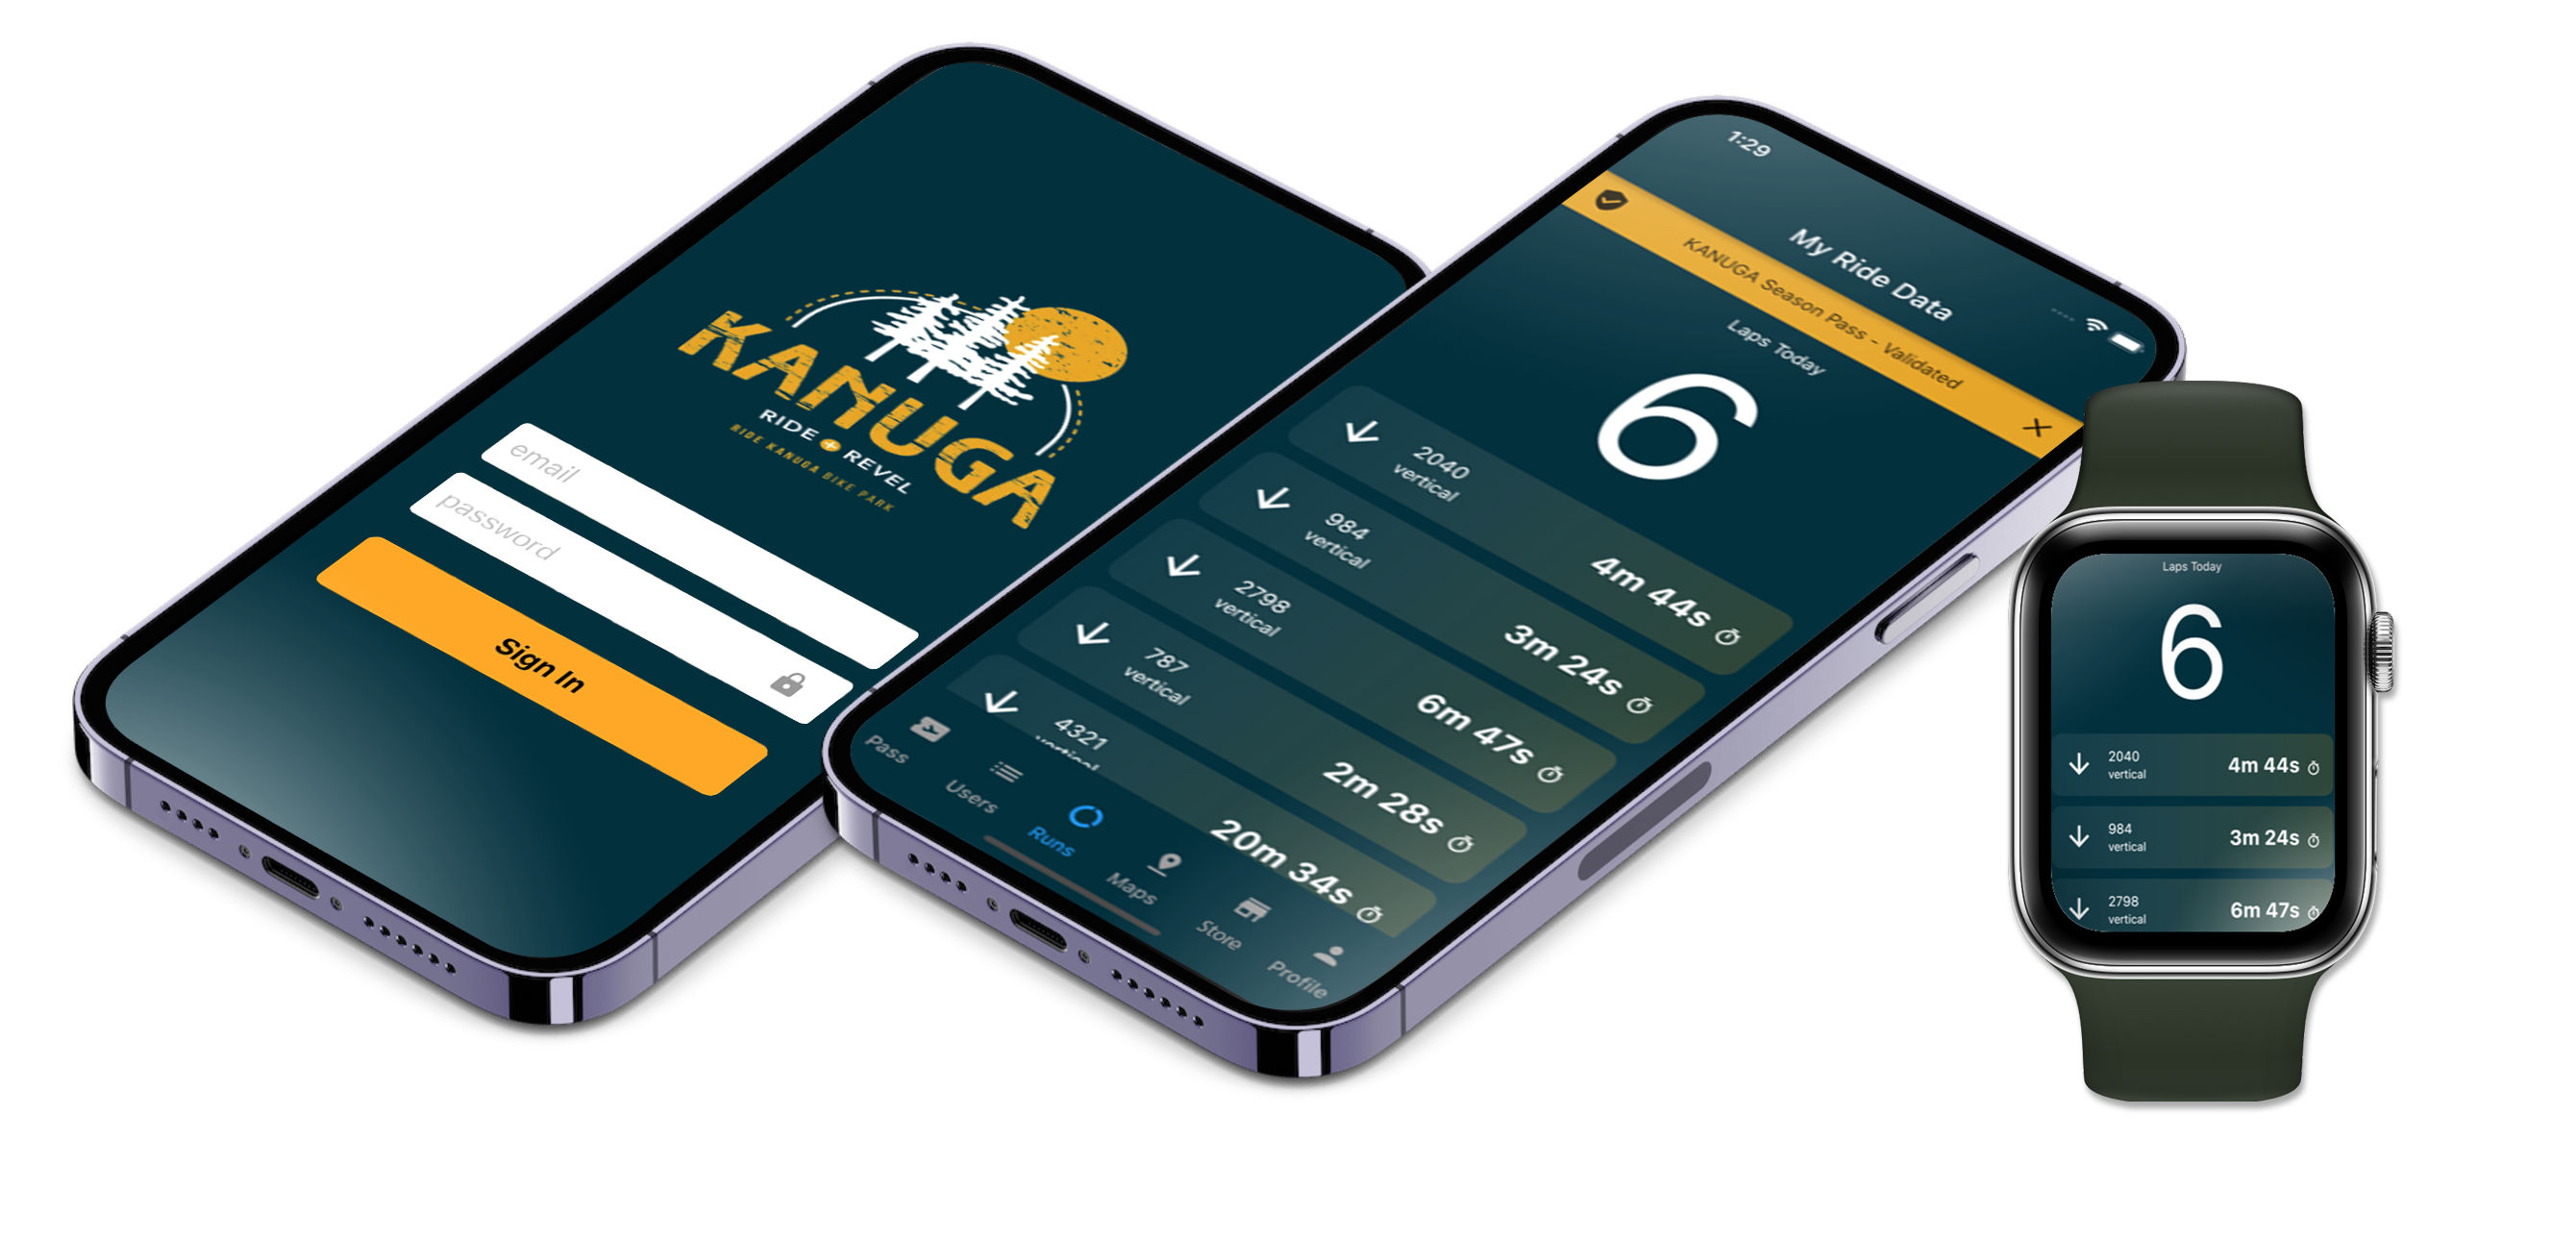 KANUGA
RIDE + REVEL
RIDE KANUGA BIKE PARK
email
password
Sign In
1:29
My Ride Data
KANUGA Season Pass - Validated
Laps Today
6
2040
vertical
4m 44s
984
vertical
3m 24s
2798
vertical
6m 47s
787
vertical
2m 28s
4321
vertical
20m 34s
Pass
Users
Runs
Maps
Store
Profile
Laps Today
6
2040
vertical
4m 44s
984
vertical
3m 24s
2798
vertical
6m 47s